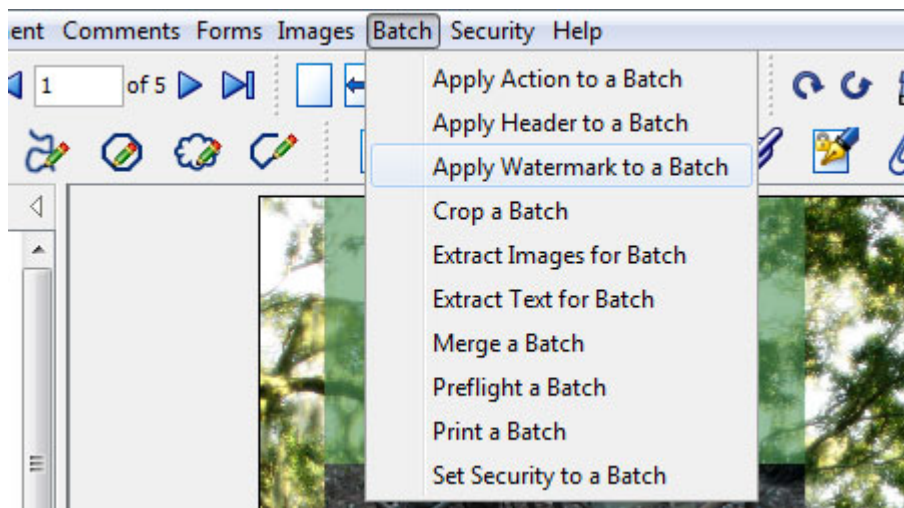 ent Comments Forms Images Batch Security Help
1 of 5
Apply Action to a Batch
Apply Header to a Batch
Apply Watermark to a Batch
Crop a Batch
Extract Images for Batch
Extract Text for Batch
Merge a Batch
Preflight a Batch
Print a Batch
Set Security to a Batch